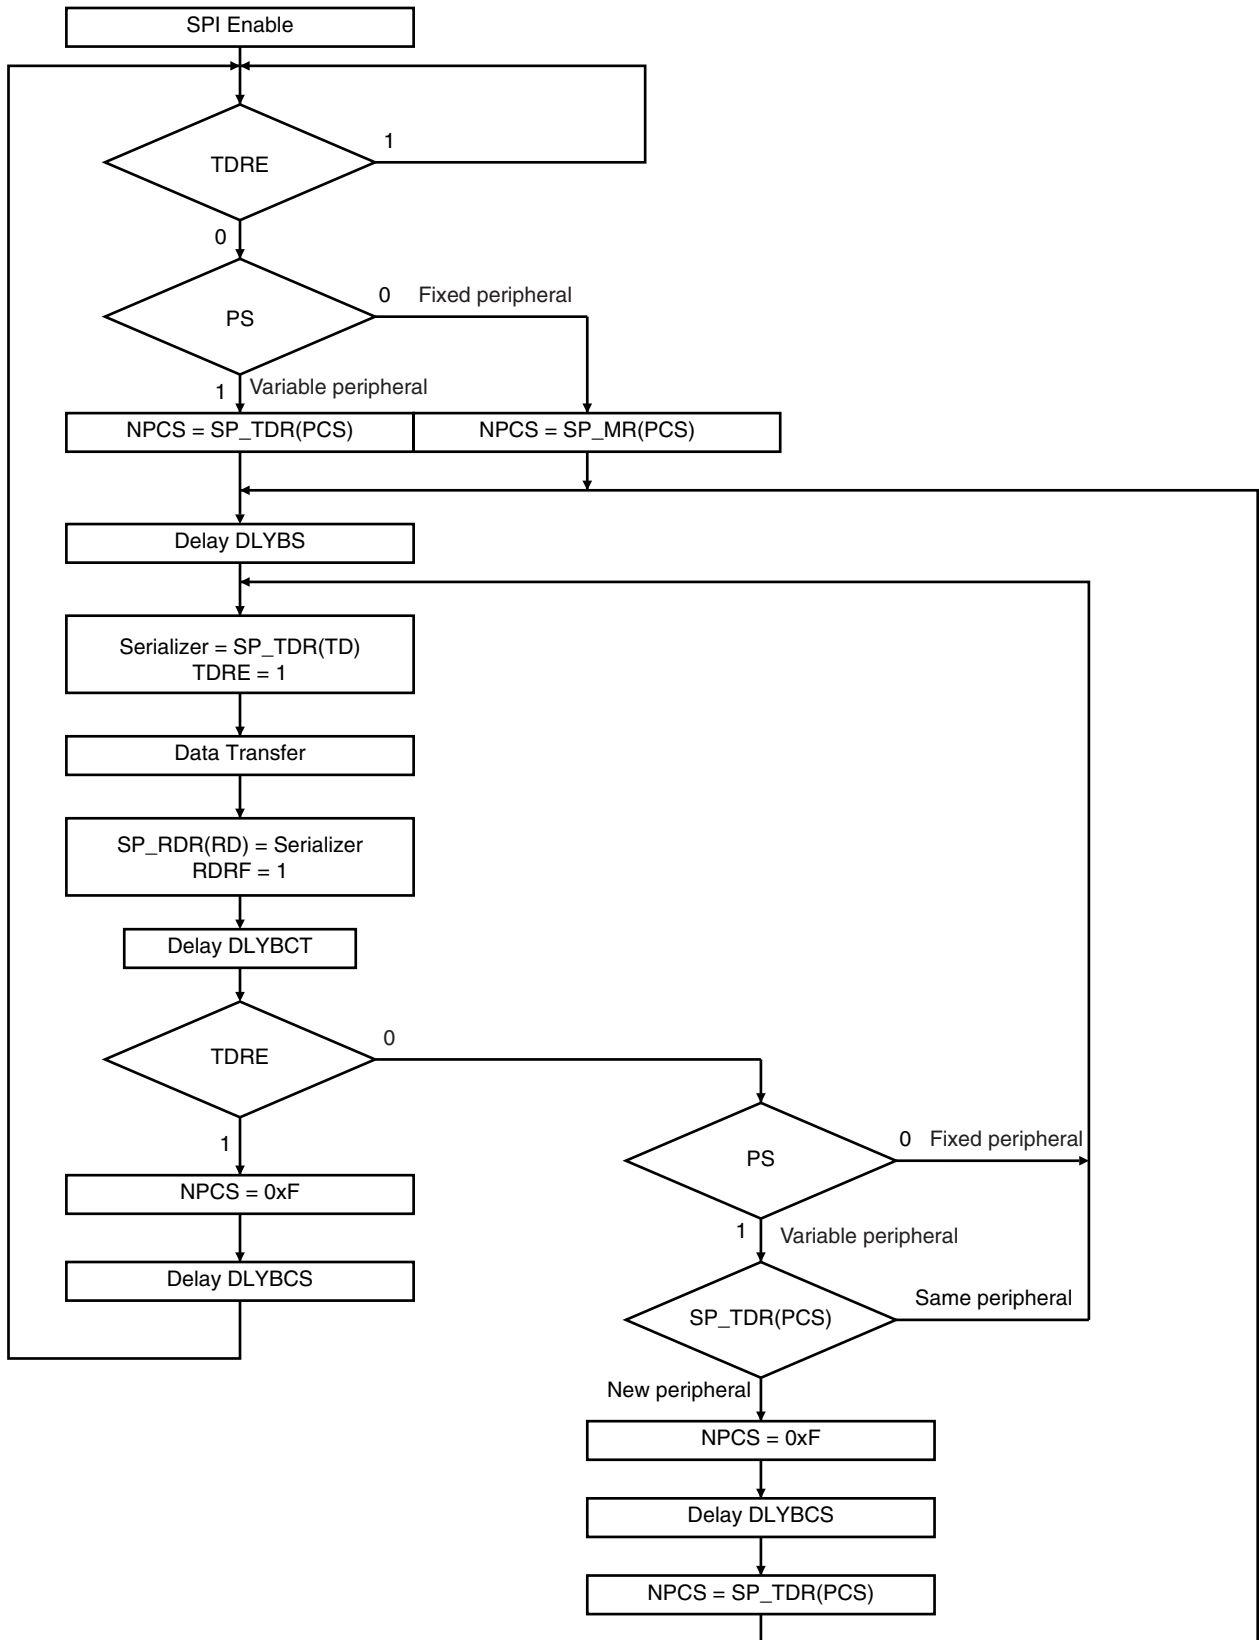 SPI Enable
1
TDRE
0
0 Fixed peripheral
PS
1 Variable peripheral
NPCS = SP_TDR(PCS)
NPCS = SP_MR(PCS)
Delay DLYBS
Serializer = SP_TDR(TD)
TDRE = 1
Data Transfer
SP_RDR(RD) = Serializer
RDRF = 1
Delay DLYBCT
0
TDRE
1
NPCS = 0xF
Delay DLYBCS
0 Fixed peripheral
PS
1 Variable peripheral
Same peripheral
SP_TDR(PCS)
New peripheral
NPCS = 0xF
Delay DLYBCS
NPCS = SP_TDR(PCS)